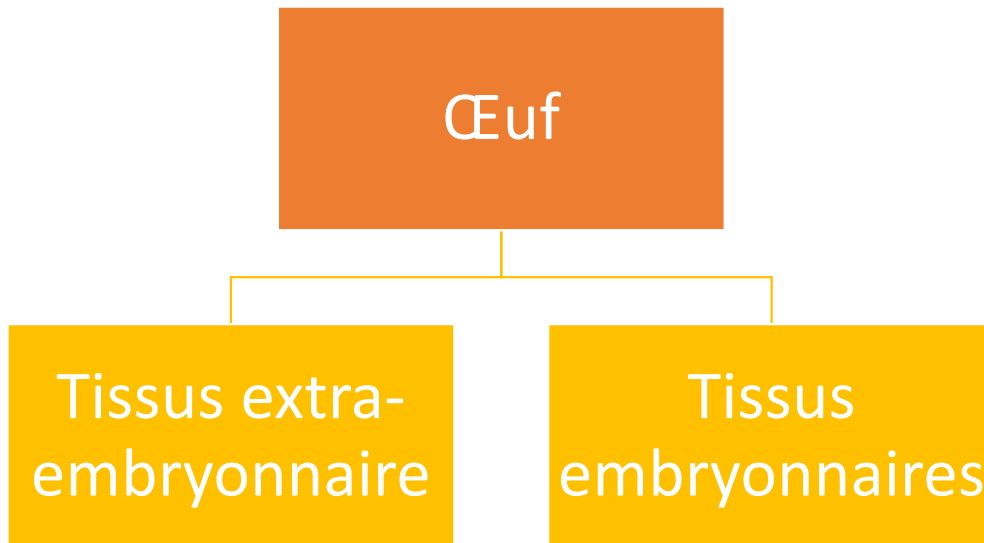 Œuf
Tissus extra-
embryonnaire
Tissus
embryonnaires